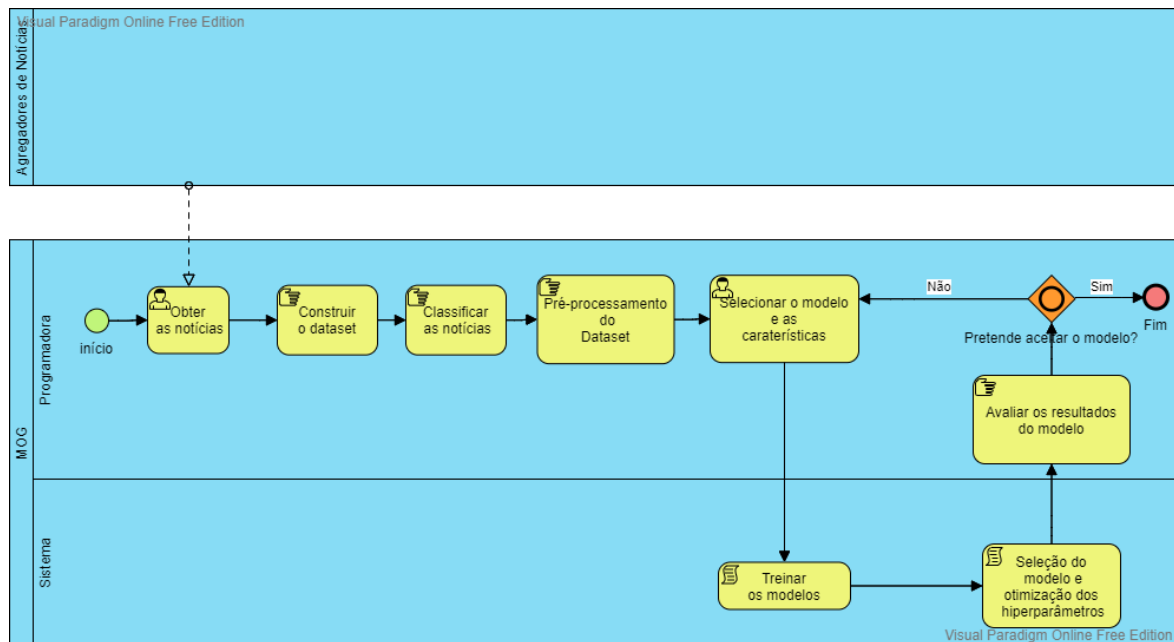 Visual Paradigm Online Free Edition
Agregadores de Notícias
MOG
Programadora
início
Obter
as notícias
Construir
o dataset
Classificar
as notícias
Pré-processamento
do
Dataset
Selecionar o modelo
e as
caraterísticas
Não
Sim
Pretende aceitar o modelo?
Fim
Avaliar os resultados
do modelo
Sistema
Treinar
os modelos
Seleção do
modelo e
otimização dos
hiperparâmetros
Visual Paradigm Online Free Edition